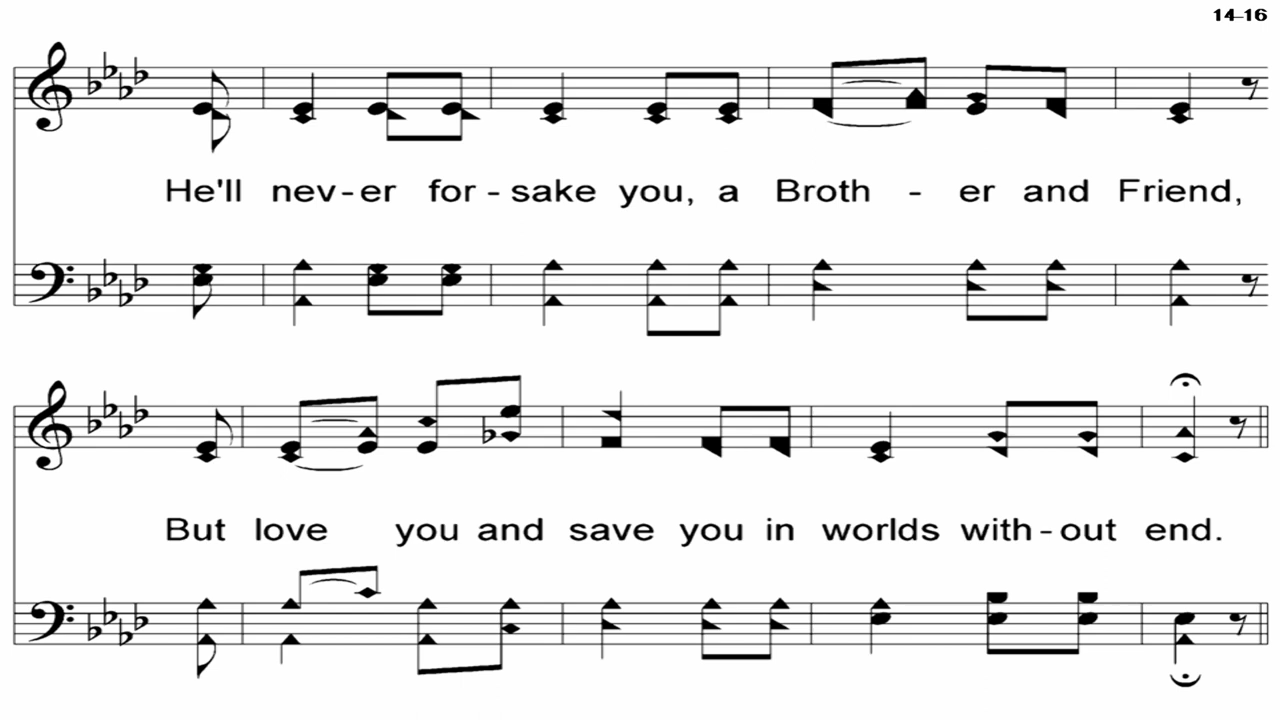 14-16
He'll nev-er for-sake you, a Broth - er and Friend,
But love you and save you in worlds with-out end.